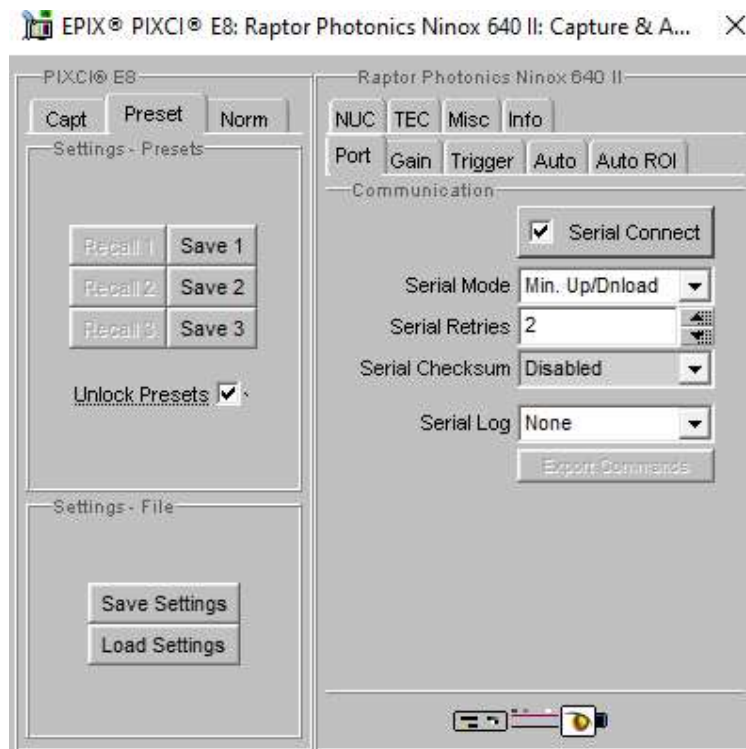 EPIX® PIXCI® E8: Raptor Photonics Ninox 640 II: Capture & A...
PIXCI® E8
Capt Preset Norm
Settings - Presets
Recall 1 Save 1
Recall 2 Save 2
Recall 3 Save 3
Unlock Presets
Settings - File
Save Settings
Load Settings
Raptor Photonics Ninox 640 II
NUC TEC Misc Info
Port Gain Trigger Auto Auto ROI
Communication
Serial Connect
Serial Mode Min. Up/Dnload
Serial Retries 2
Serial Checksum Disabled
Serial Log None
Export Commands